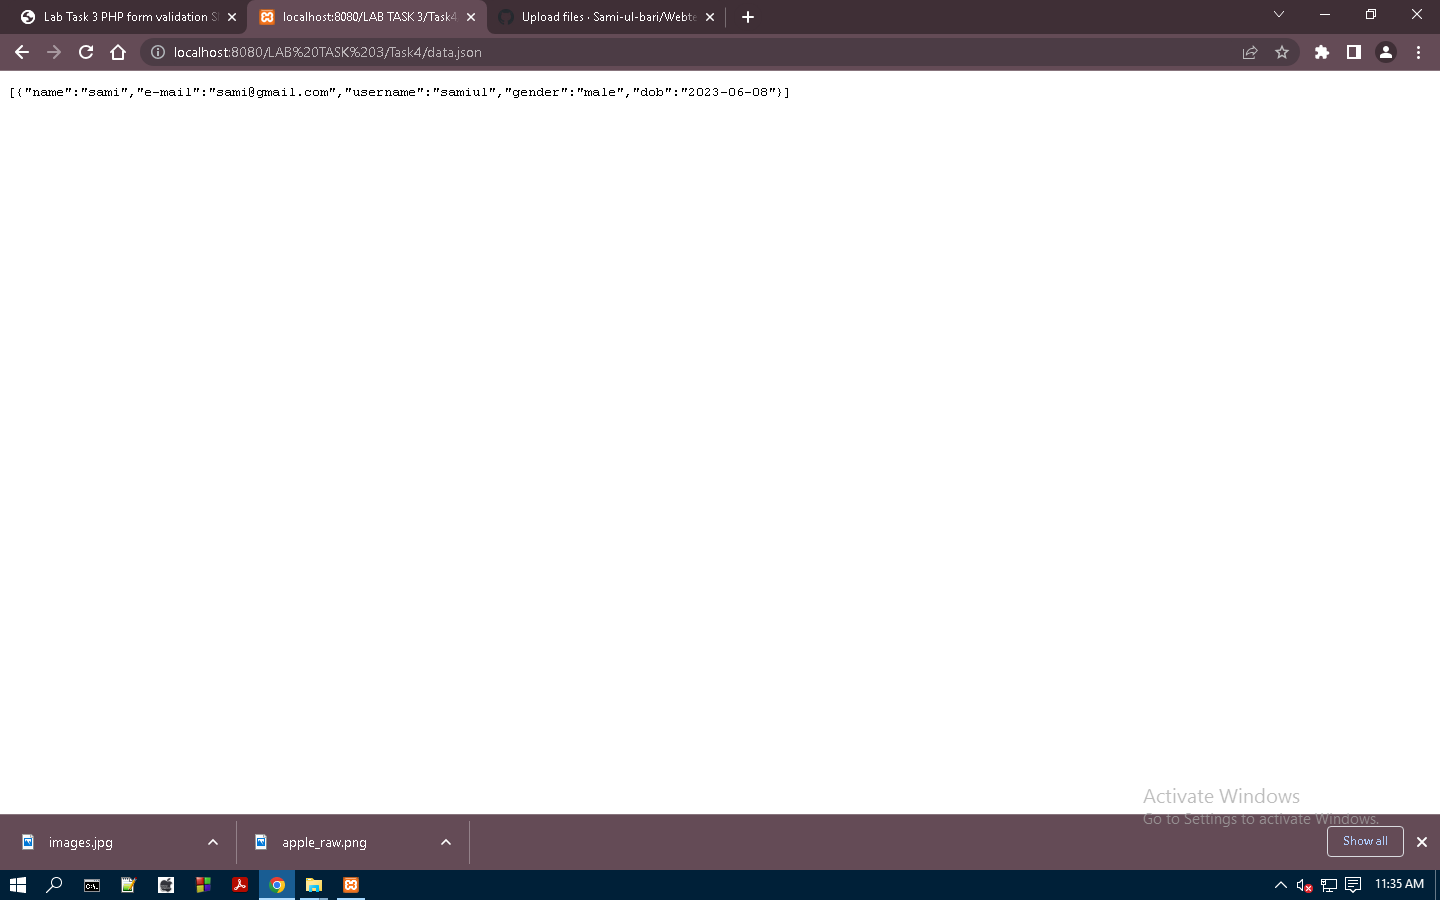 Lab Task 3 PHP form validation
localhost:8080/LAB TASK 3/Task4
Upload files · Sami-ul-bari/Webte
localhost:8080/LAB%20TASK%203/Task4/data.json
[{"name":"sami","e-mail":"sami@gmail.com","username":"samiul","gender":"male","dob":"2023-06-08"}]
Activate Windows
Go to Settings to activate Windows.
images.jpg
apple_raw.png
Show all
11:35 AM